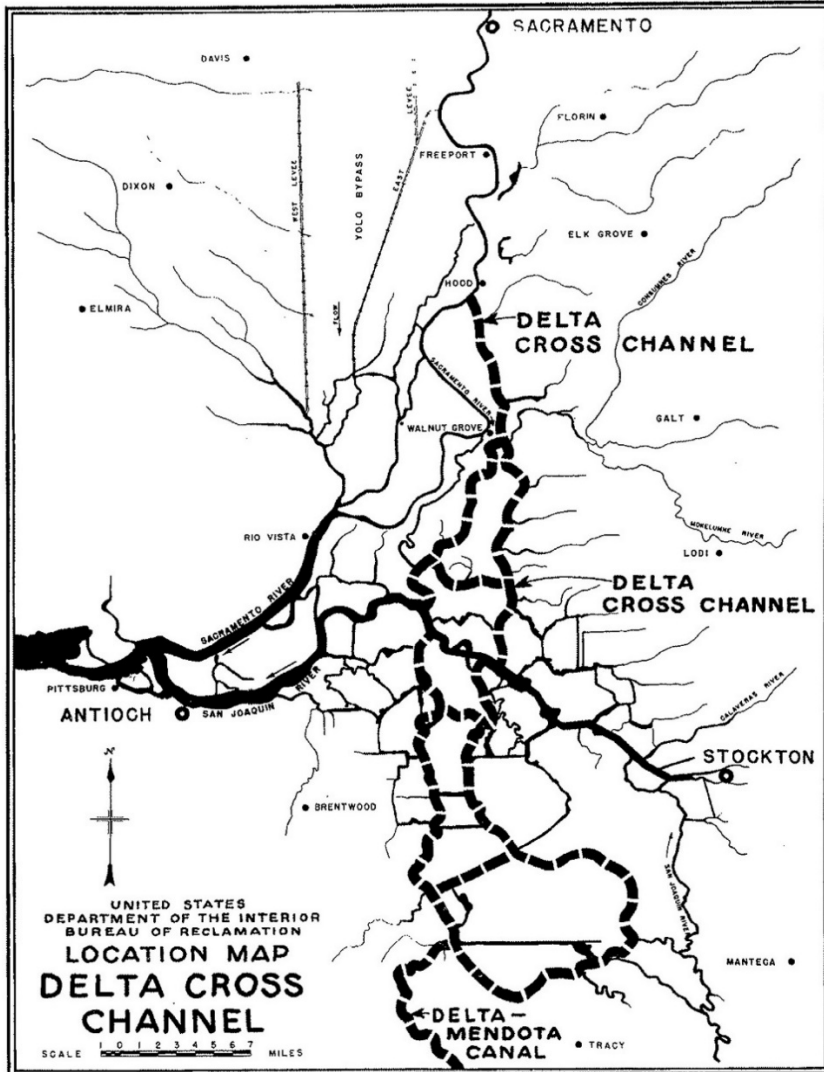 SACRAMENTO
DAVIS
LEVEE
FLORIN
FREEPORT
YOLO BYPASS
EAST
WEST LEVEE
DIXON
ELK GROVE
CONSUMNES RIVER
HOOD
ELMIRA
FLOW
DELTA
CROSS CHANNEL
SACRAMENTO RIVER
WALNUT GROVE
GALT
MOKELUMNE RIVER
RIO VISTA
LODI
DELTA
CROSS CHANNEL
SACRAMENTO RIVER
PITTSBURG
ANTIOCH
SAN JOAQUIN RIVER
CALAVERAS RIVER
STOCKTON
N
BRENTWOOD
SAN JOAQUIN RIVER
UNITED STATES
DEPARTMENT OF THE INTERIOR
BUREAU OF RECLAMATION
LOCATION MAP
DELTA CROSS
CHANNEL
SCALE 1 0 1 2 3 4 5 6 7 MILES
MANTECA
DELTA-
MENDOTA
CANAL
TRACY